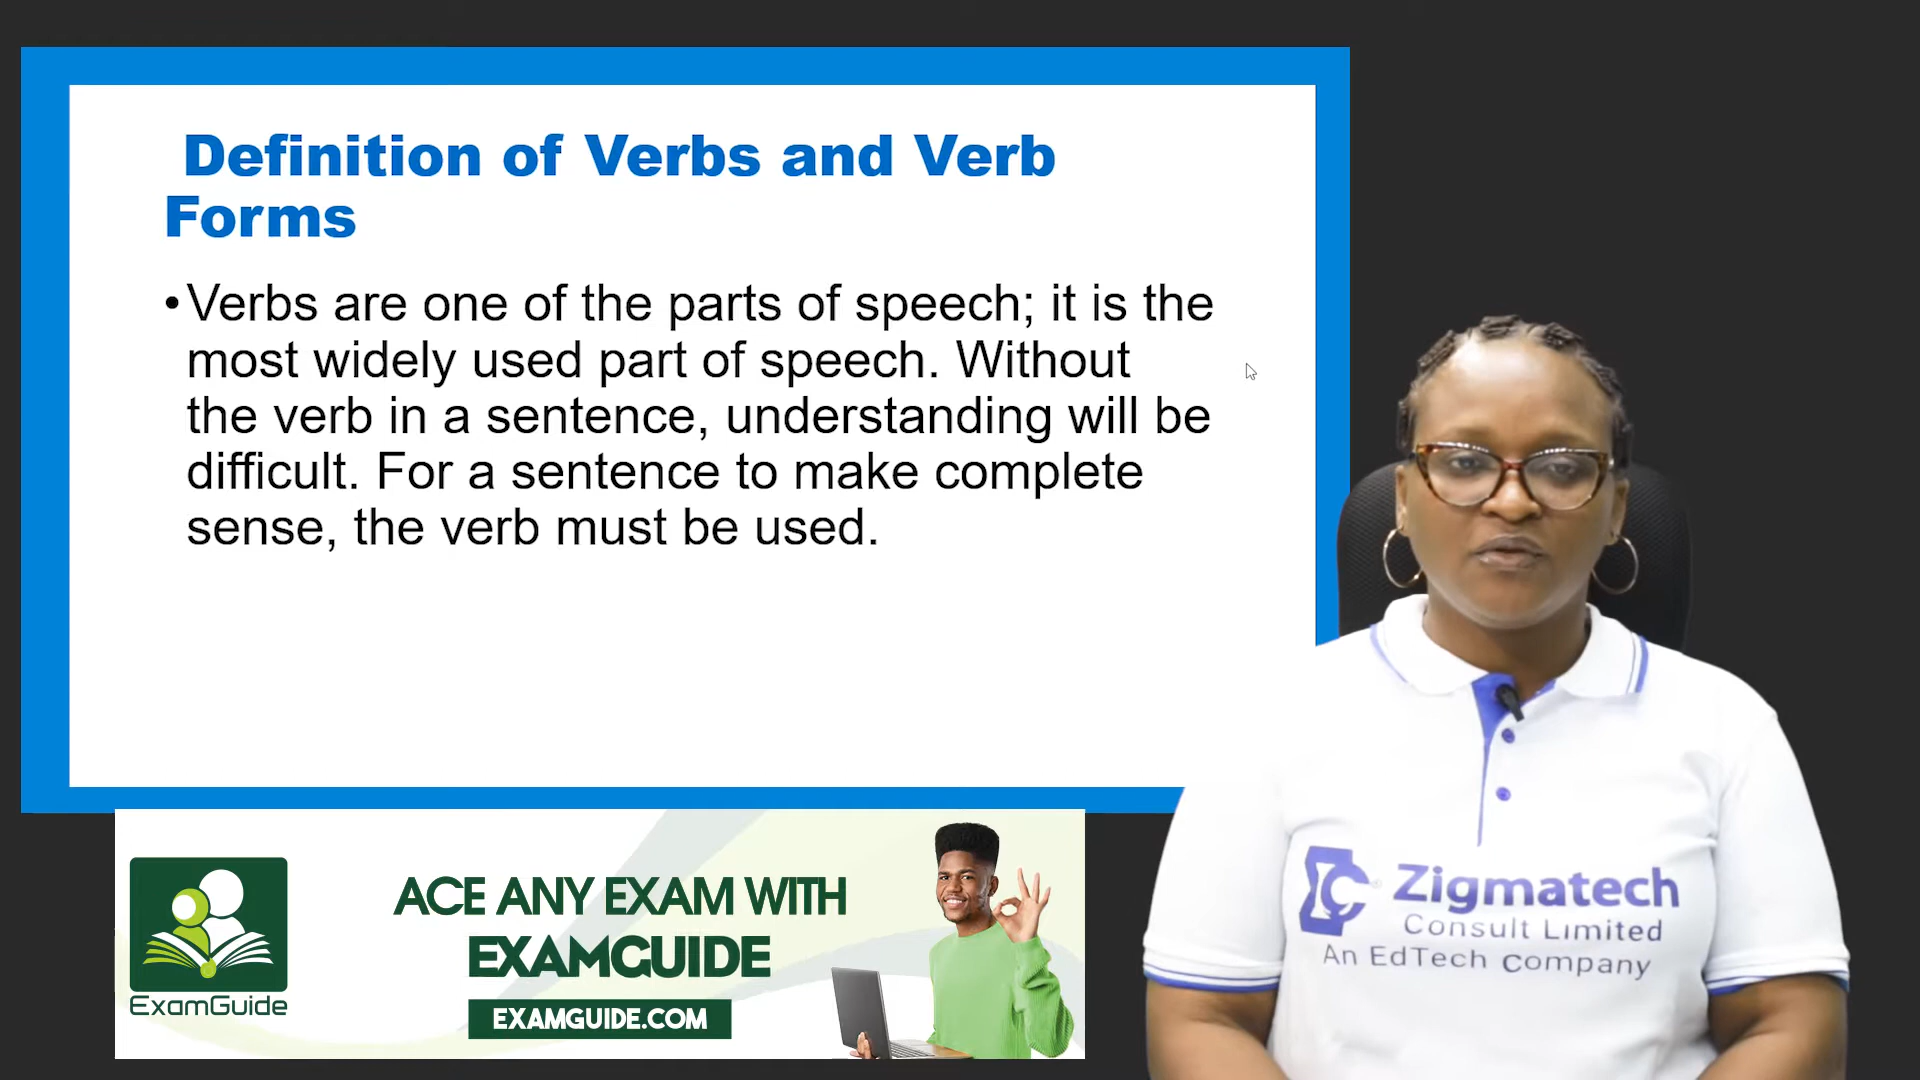 Definition of Verbs and Verb
Forms
•Verbs are one of the parts of speech; it is the
most widely used part of speech. Without
the verb in a sentence, understanding will be
difficult. For a sentence to make complete
sense, the verb must be used.
ExamGuide
ACE ANY EXAM WITH
EXAMGUIDE
EXAMGUIDE.COM
Zigmatech
Consult Limited
An EdTech Company